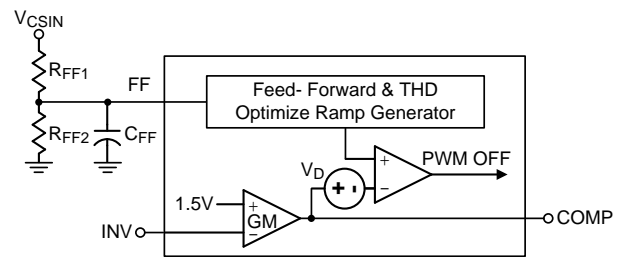 VCSIN
RFF1
FF
Feed- Forward & THD
Optimize Ramp Generator
RFF2
CFF
VD
+
-
+
−
PWM OFF
1.5V
+
GM
−
INV
COMP